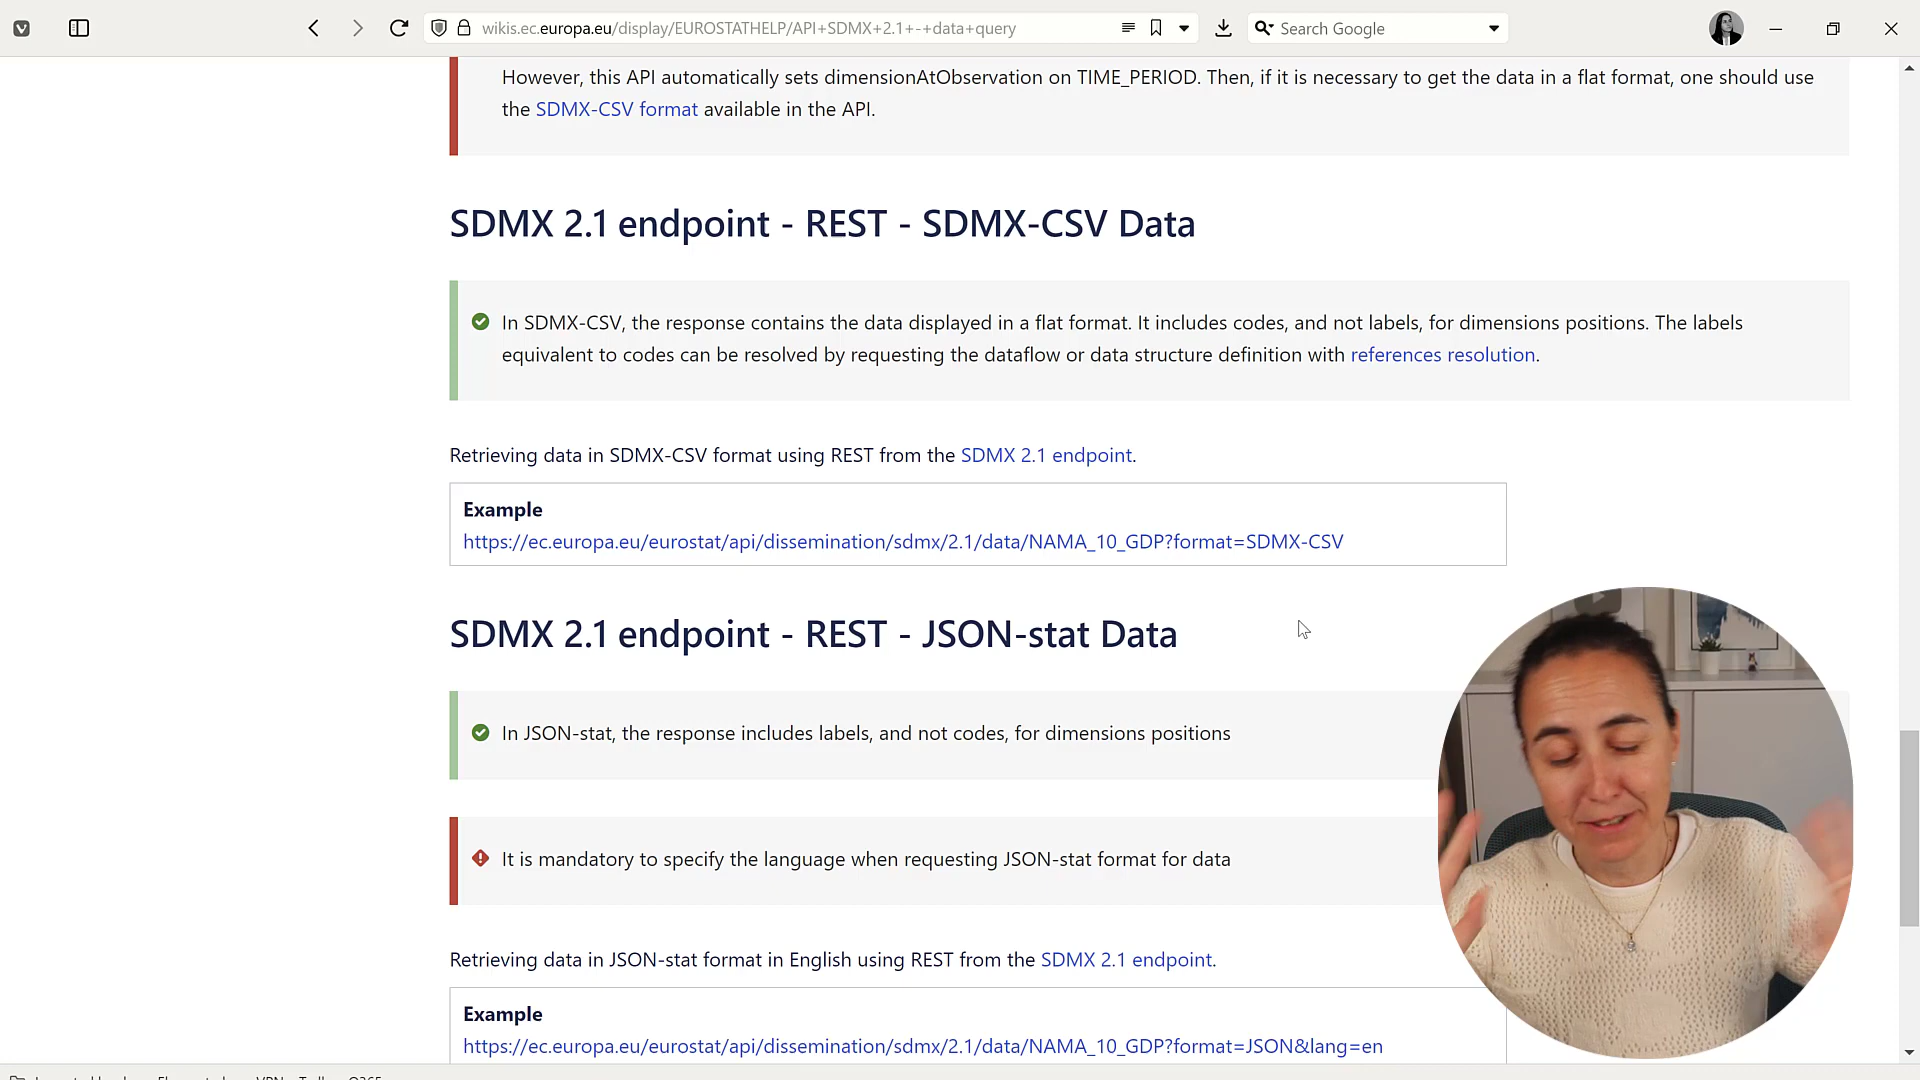 wikis.ec.europa.eu/display/EUROSTATHELP/API+SDMX+2.1+-+data+query
Search Google
However, this API automatically sets dimensionAtObservation on TIME_PERIOD. Then, if it is necessary to get the data in a flat format, one should use
the SDMX-CSV format available in the API.
SDMX 2.1 endpoint - REST - SDMX-CSV Data
In SDMX-CSV, the response contains the data displayed in a flat format. It includes codes, and not labels, for dimensions positions. The labels
equivalent to codes can be resolved by requesting the dataflow or data structure definition with references resolution.
Retrieving data in SDMX-CSV format using REST from the SDMX 2.1 endpoint.
Example
https://ec.europa.eu/eurostat/api/dissemination/sdmx/2.1/data/NAMA_10_GDP?format=SDMX-CSV
SDMX 2.1 endpoint - REST - JSON-stat Data
In JSON-stat, the response includes labels, and not codes, for dimensions positions
It is mandatory to specify the language when requesting JSON-stat format for data
Retrieving data in JSON-stat format in English using REST from the SDMX 2.1 endpoint.
Example
https://ec.europa.eu/eurostat/api/dissemination/sdmx/2.1/data/NAMA_10_GDP?format=JSON&lang=en